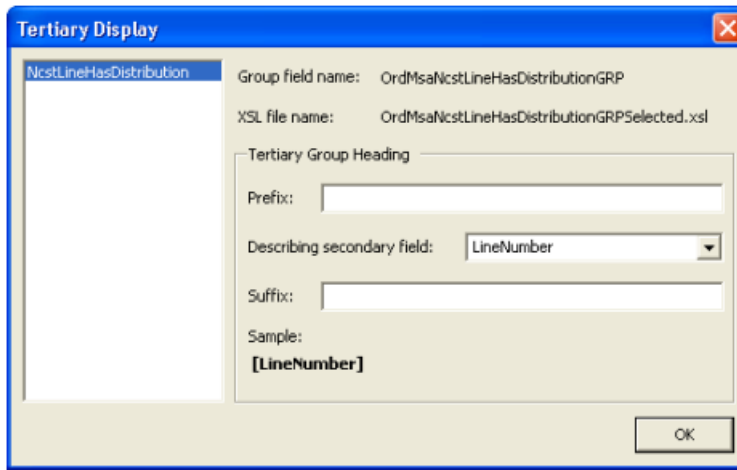 Tertiary Display
NcstLineHasDistribution
Group field name: OrdMsaNcstLineHasDistributionGRP
XSL file name: OrdMsaNcstLineHasDistributionGRPSelected.xsl
Tertiary Group Heading
Prefix:
Describing secondary field: LineNumber
Suffix:
Sample:
[LineNumber]
OK